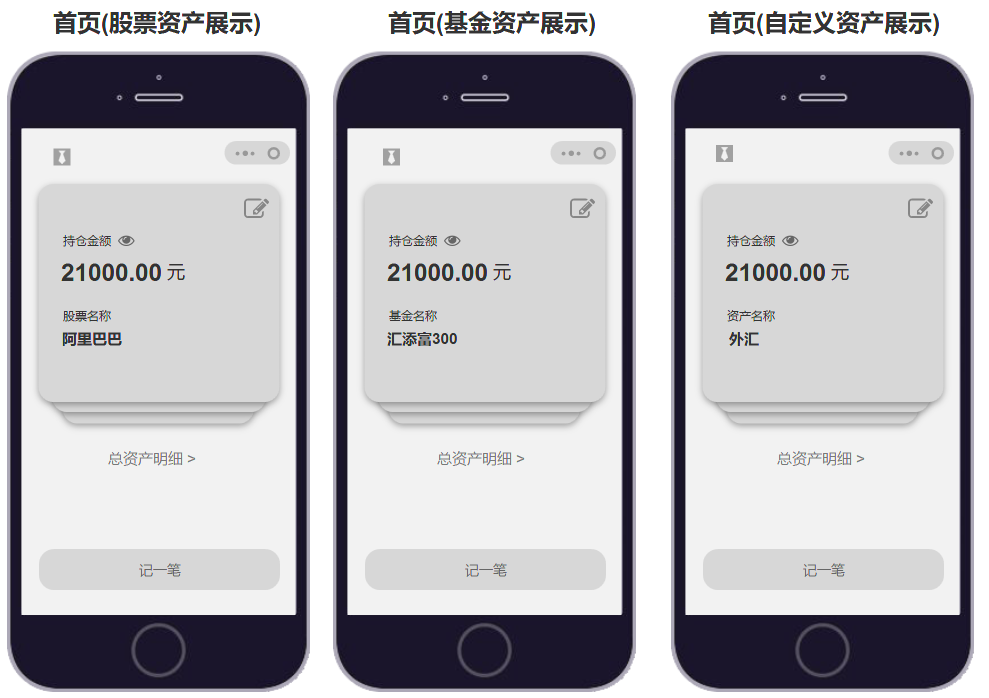 首页(股票资产展示)
首页(基金资产展示)
首页(自定义资产展示)
持仓金额
21000.00 元
股票名称
阿里巴巴
总资产明细 >
记一笔
持仓金额
21000.00 元
基金名称
汇添富300
总资产明细 >
记一笔
持仓金额
21000.00 元
资产名称
外汇
总资产明细 >
记一笔